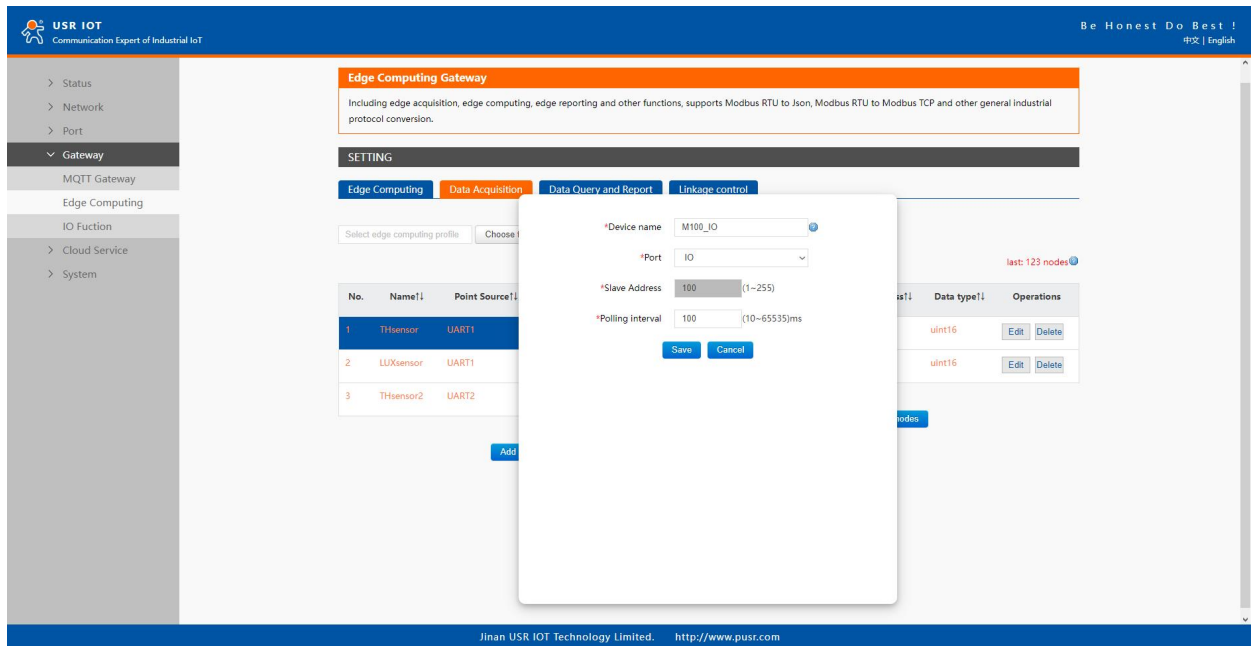 USR IOT
Communication Expert of Industrial IoT
Be Honest Do Best !
中文 | English
Status
Network
Port
Gateway
MQTT Gateway
Edge Computing
IO Fuction
Cloud Service
System
Edge Computing Gateway
Including edge acquisition, edge computing, edge reporting and other functions, supports Modbus RTU to Json, Modbus RTU to Modbus TCP and other general industrial
protocol conversion.
SETTING
Edge Computing Data Acquisition Data Query and Report Linkage control
Select edge computing profile Choose
last: 123 nodes
No. Name↑↓ Point Source↑↓ Data type↑↓ Operations
1 THsensor UART1 uint16 Edit Delete
2 LUXsensor UART1 uint16 Edit Delete
3 THsensor2 UART2
Add
nodes
*Device name M100_IO
*Port IO
*Slave Address 100 (1~255)
*Polling interval 100 (10~65535)ms
Save Cancel
Jinan USR IOT Technology Limited. http://www.pusr.com